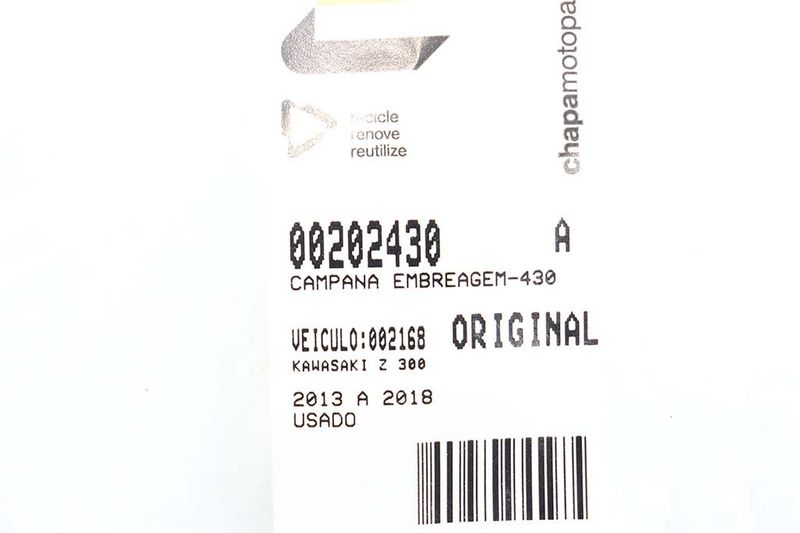 chapamotopa
recicle
renove
reutilize
00202430 A
CAMPANA EMBREAGEM-430
VEICULO:002168 ORIGINAL
KAWASAKI Z 300
2013 A 2018
USADO